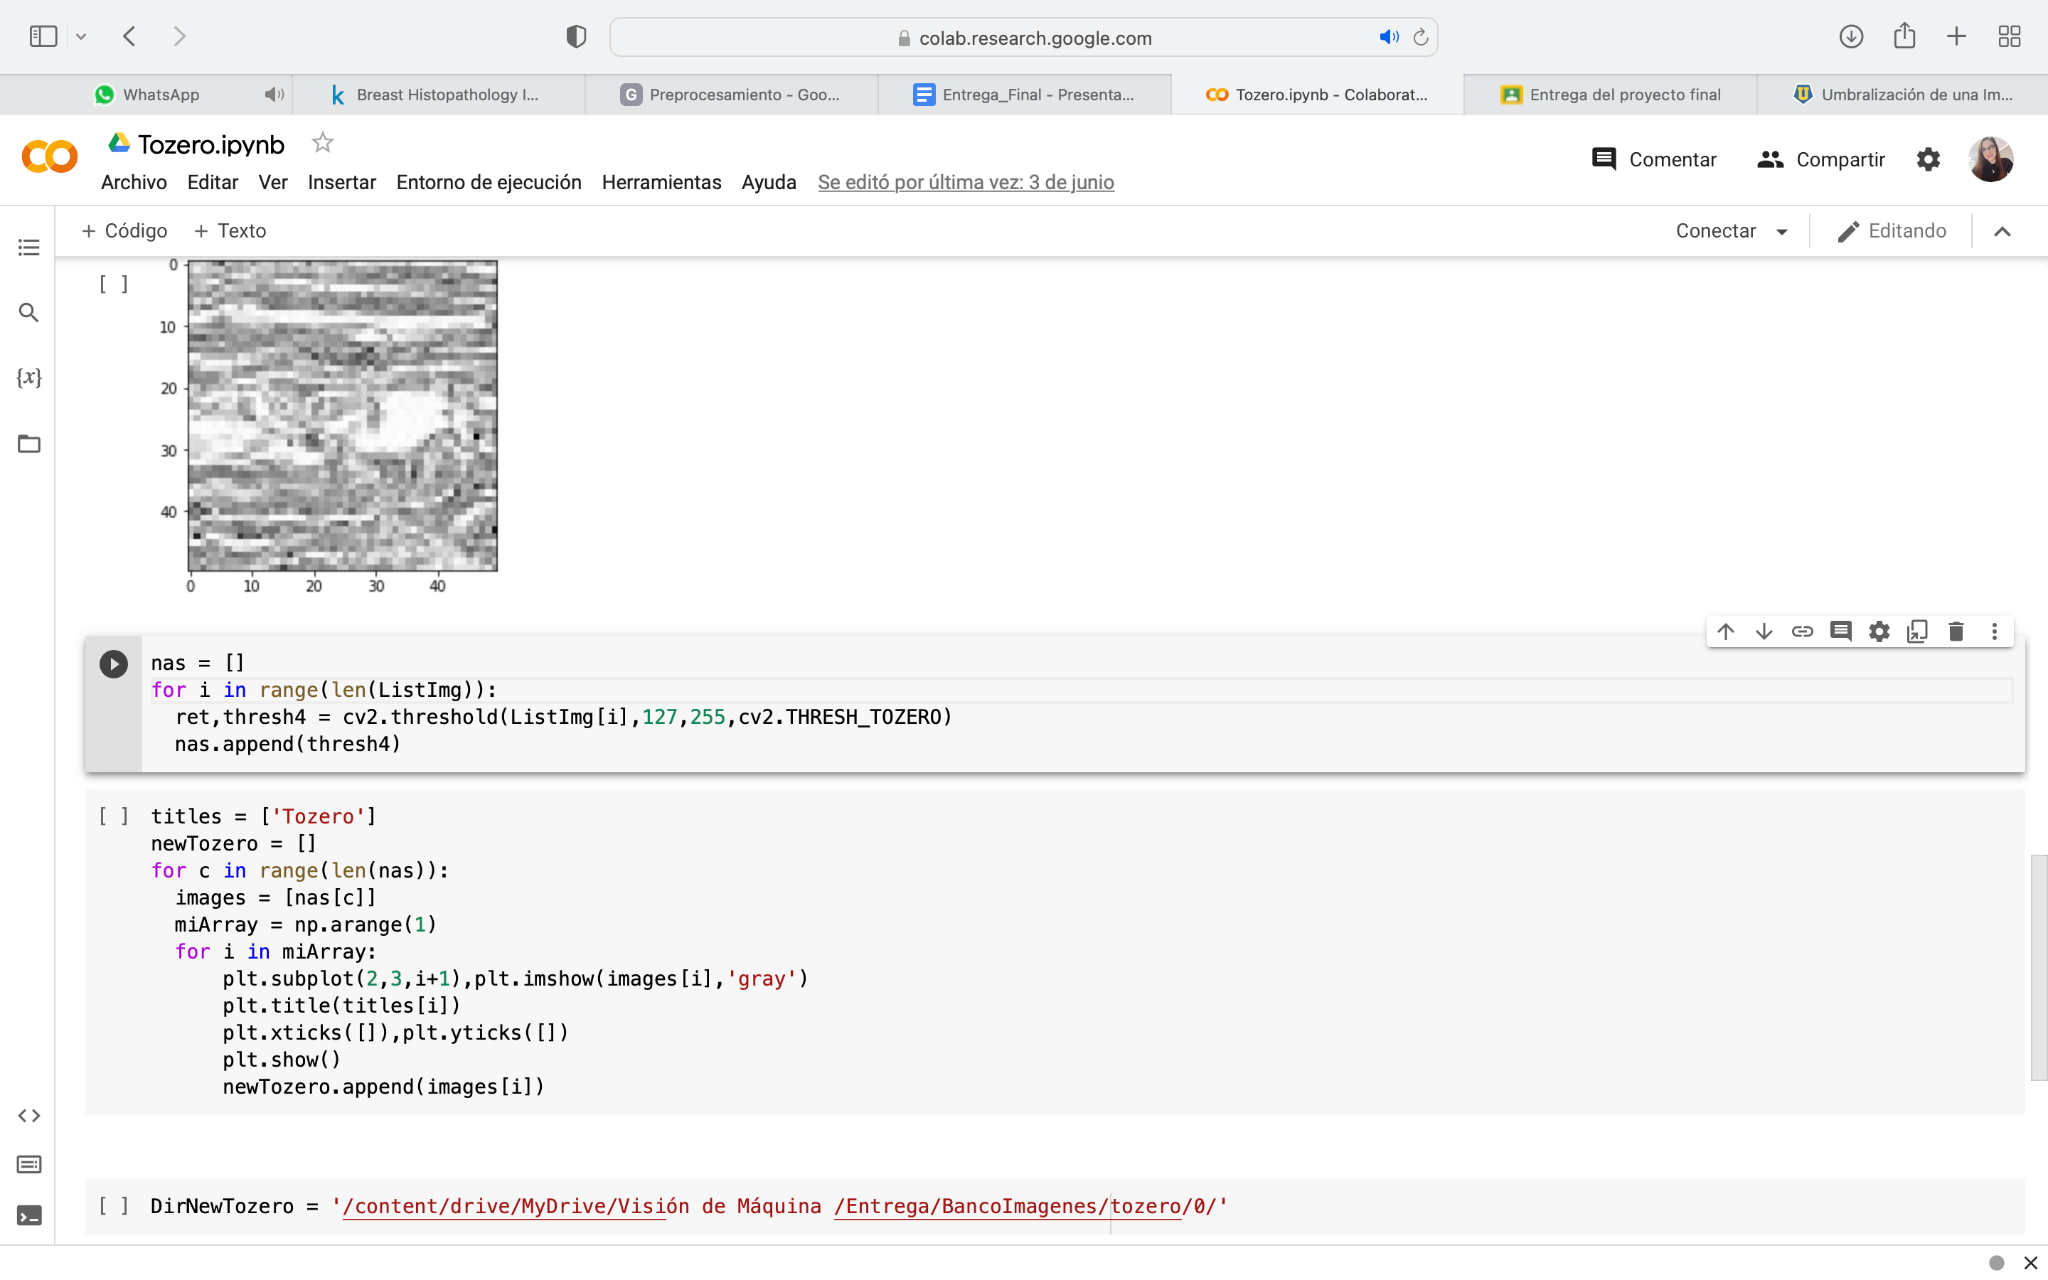 colab.research.google.com
WhatsApp
Breast Histopathology I...
G Preprocesamiento - Goo...
Entrega_Final - Presenta...
Tozero.ipynb - Colaborat...
Entrega del proyecto final
Umbralización de una Im...
Tozero.ipynb
Comentar
Compartir
Archivo Editar Ver Insertar Entorno de ejecución Herramientas Ayuda Se editó por última vez: 3 de junio
+ Código + Texto
Conectar
Editando
[ ]
0
10
20
30
40
0 10 20 30 40
{x}
nas = []
for i in range(len(ListImg)):
  ret,thresh4 = cv2.threshold(ListImg[i],127,255,cv2.THRESH_TOZERO)
  nas.append(thresh4)
[ ] titles = ['Tozero']
newTozero = []
for c in range(len(nas)):
  images = [nas[c]]
  miArray = np.arange(1)
  for i in miArray:
      plt.subplot(2,3,i+1),plt.imshow(images[i],'gray')
      plt.title(titles[i])
      plt.xticks([]),plt.yticks([])
      plt.show()
      newTozero.append(images[i])
[ ] DirNewTozero = '/content/drive/MyDrive/Visión de Máquina /Entrega/BancoImagenes/tozero/0/'